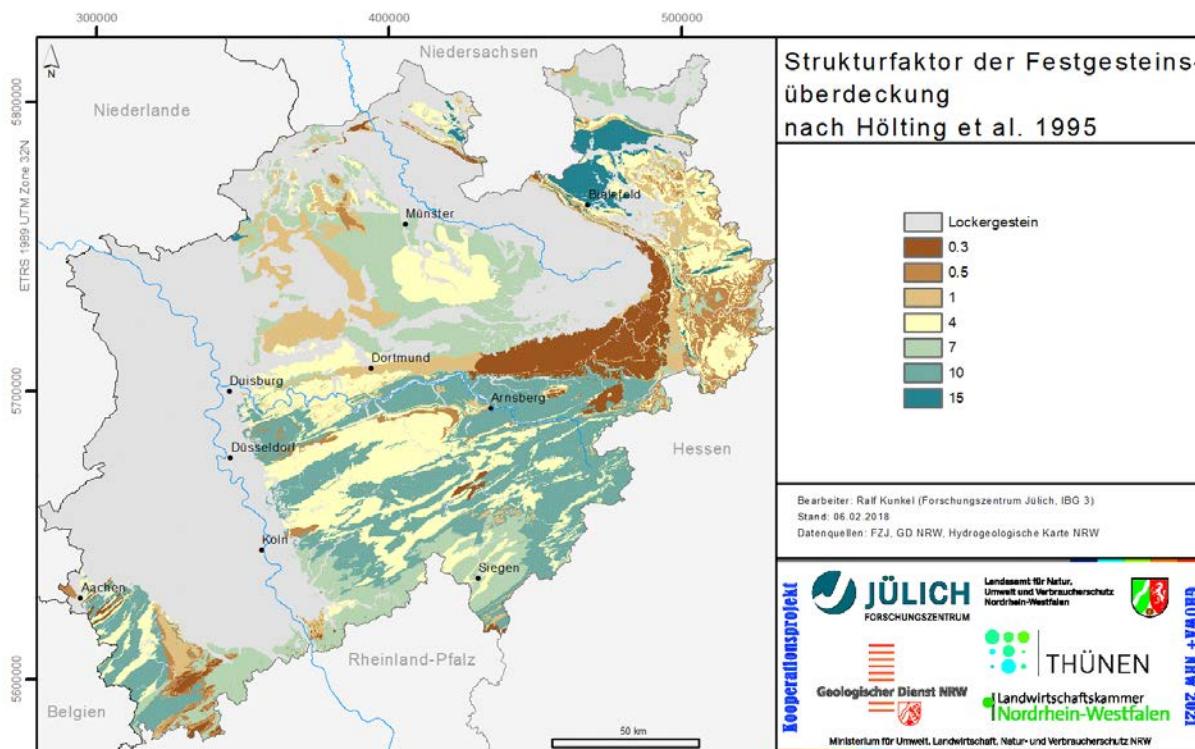 300000
400000
500000
Niedersachsen
Niederlande
N
5800000
5700000
5600000
ETRS 1989 UTM Zone 32N
Bielefeld
Münster
Dortmund
Duisburg
Arnsberg
Düsseldorf
Hessen
Köln
Siegen
Aachen
Rheinland-Pfalz
Belgien
50 km
Strukturfaktor der Festgesteins-
überdeckung
nach Hölting et al. 1995
Lockergestein
0.3
0.5
1
4
7
10
15
Bearbeiter: Ralf Kunkel (Forschungszentrum Jülich, IBG 3)
Stand: 06.02.2018
Datenquellen: FZJ, GD NRW, Hydrogeologische Karte NRW
Kooperationsprojekt
JÜLICH
FORSCHUNGSZENTRUM
Landesamt für Natur,
Umwelt und Verbraucherschutz
Nordrhein-Westfalen
GROWA+ NRW 2021
THÜNEN
Geologischer Dienst NRW
Landwirtschaftskammer
Nordrhein-Westfalen
Ministerium für Umwelt, Landwirtschaft, Natur- und Verbraucherschutz NRW